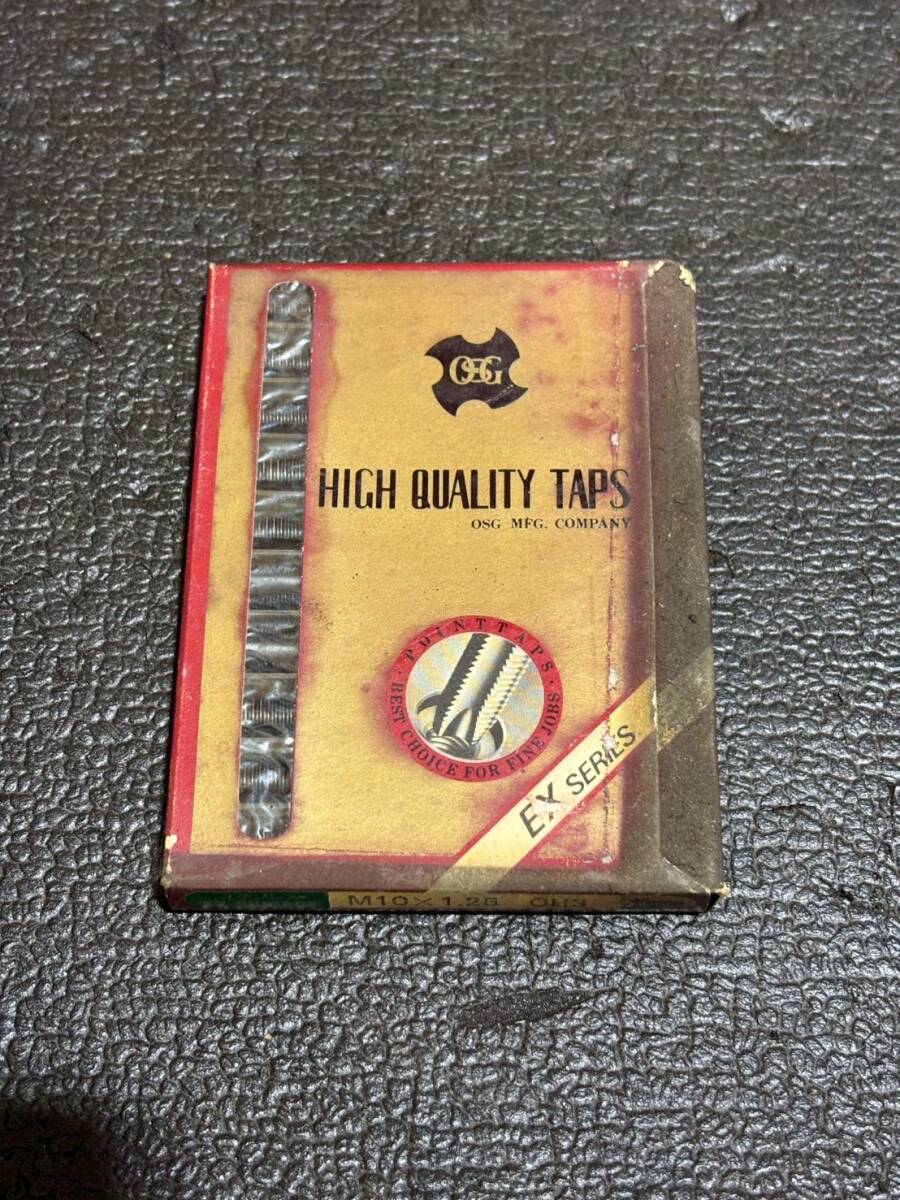 OSG
HIGH QUALITY TAPS
OSG MFG. COMPANY
· POINT TAPS ·
BEST CHOICE FOR FINE JOBS
EX SERIES
M10×1.25 OH3